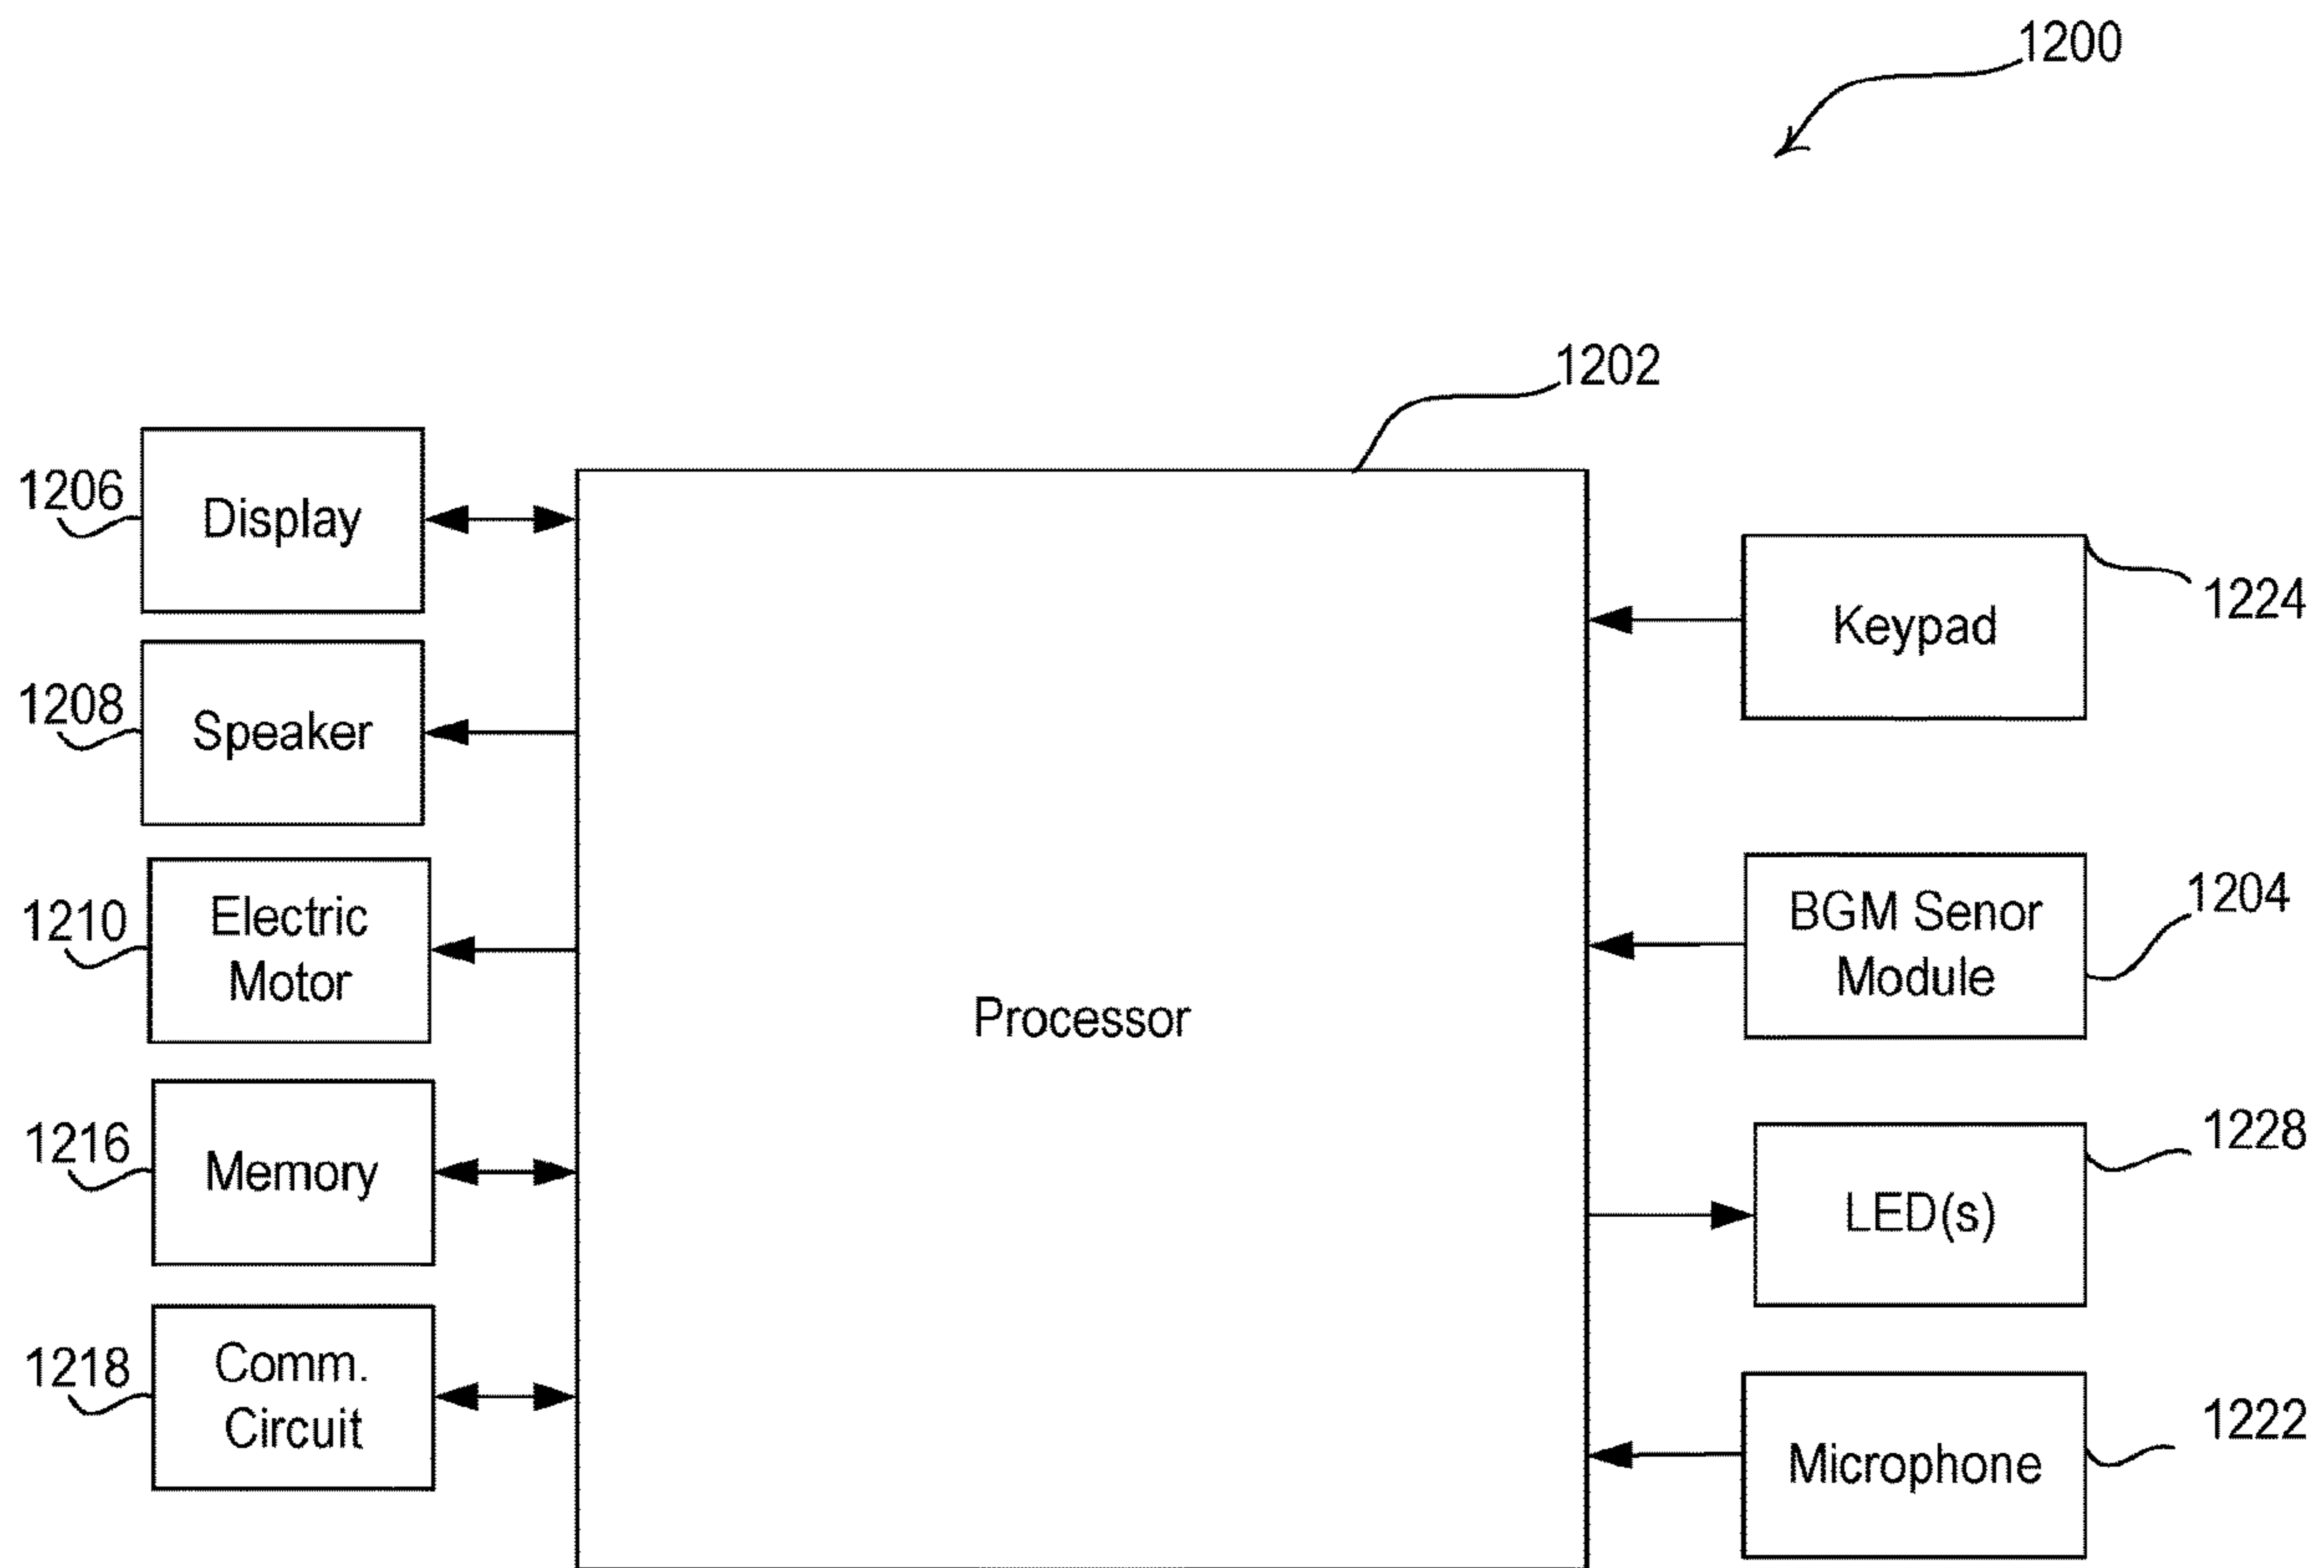 1200
1202
1206
Display
1224
Keypad
1208
Speaker
1210
Electric
Motor
1204
BGM Senor
Module
Processor
1216
Memory
1228
LED(s)
1218
Comm.
Circuit
1222
Microphone